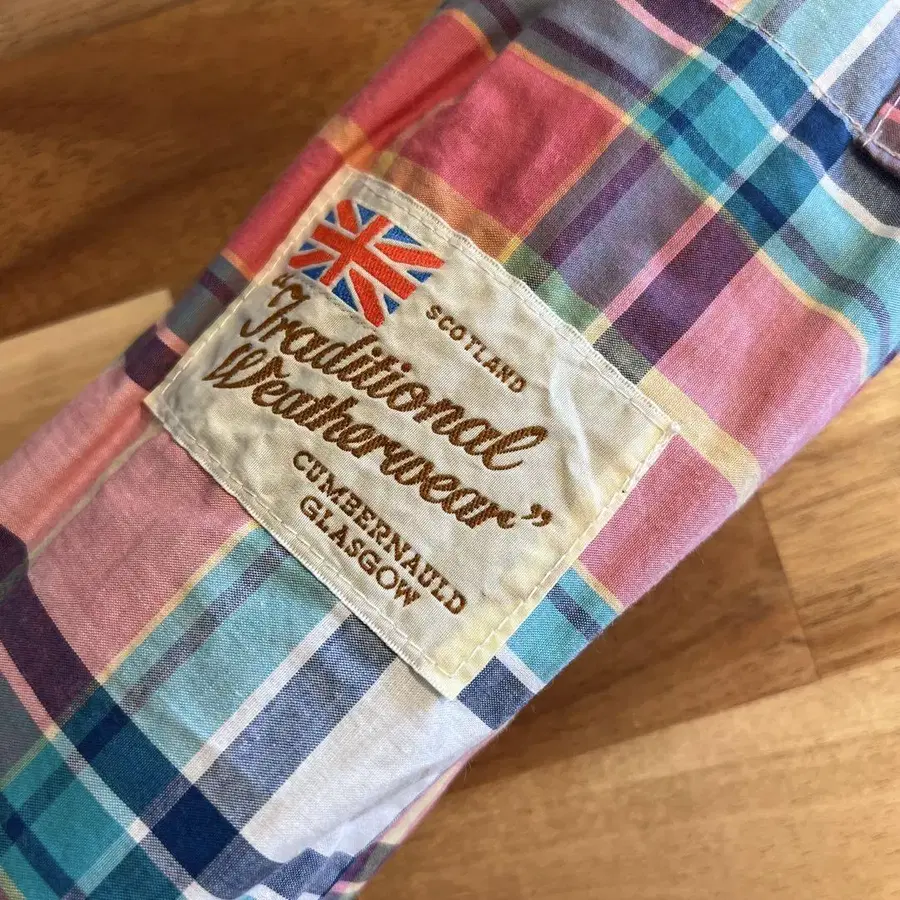 SCOTLAND
"Traditional
Weatherwear"
CUMBERNAULD
GLASGOW